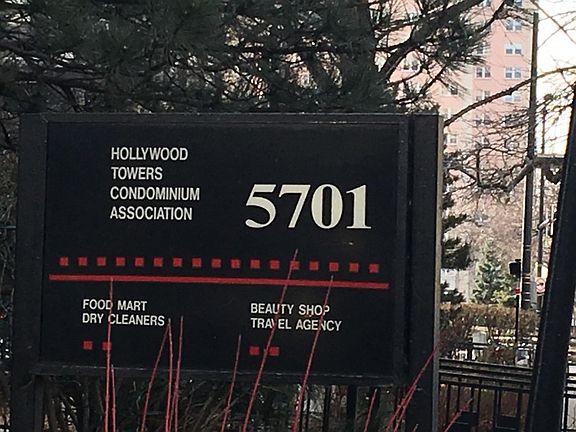 HOLLYWOOD
TOWERS
CONDOMINIUM
ASSOCIATION
5701
FOOD MART
DRY CLEANERS
BEAUTY SHOP
TRAVEL AGENCY